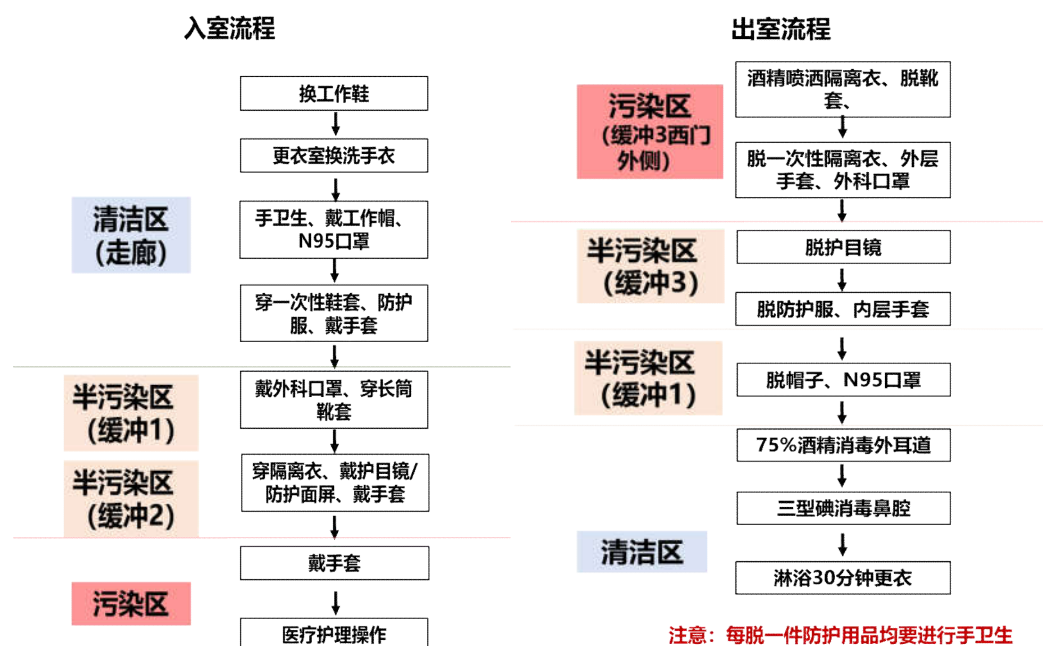 入室流程
换工作鞋
更衣室换洗手衣
清洁区
(走廊)
手卫生、戴工作帽、
N95口罩
穿一次性鞋套、防护
服、戴手套
半污染区
(缓冲1)
戴外科口罩、穿长筒
靴套
半污染区
(缓冲2)
穿隔离衣、戴护目镜/
防护面屏、戴手套
污染区
戴手套
医疗护理操作
出室流程
污染区
(缓冲3西门
外侧)
酒精喷洒隔离衣、脱靴
套、
脱一次性隔离衣、外层
手套、外科口罩
半污染区
(缓冲3)
脱护目镜
脱防护服、内层手套
半污染区
(缓冲1)
脱帽子、N95口罩
清洁区
75%酒精消毒外耳道
三型碘消毒鼻腔
淋浴30分钟更衣
注意：每脱一件防护用品均要进行手卫生